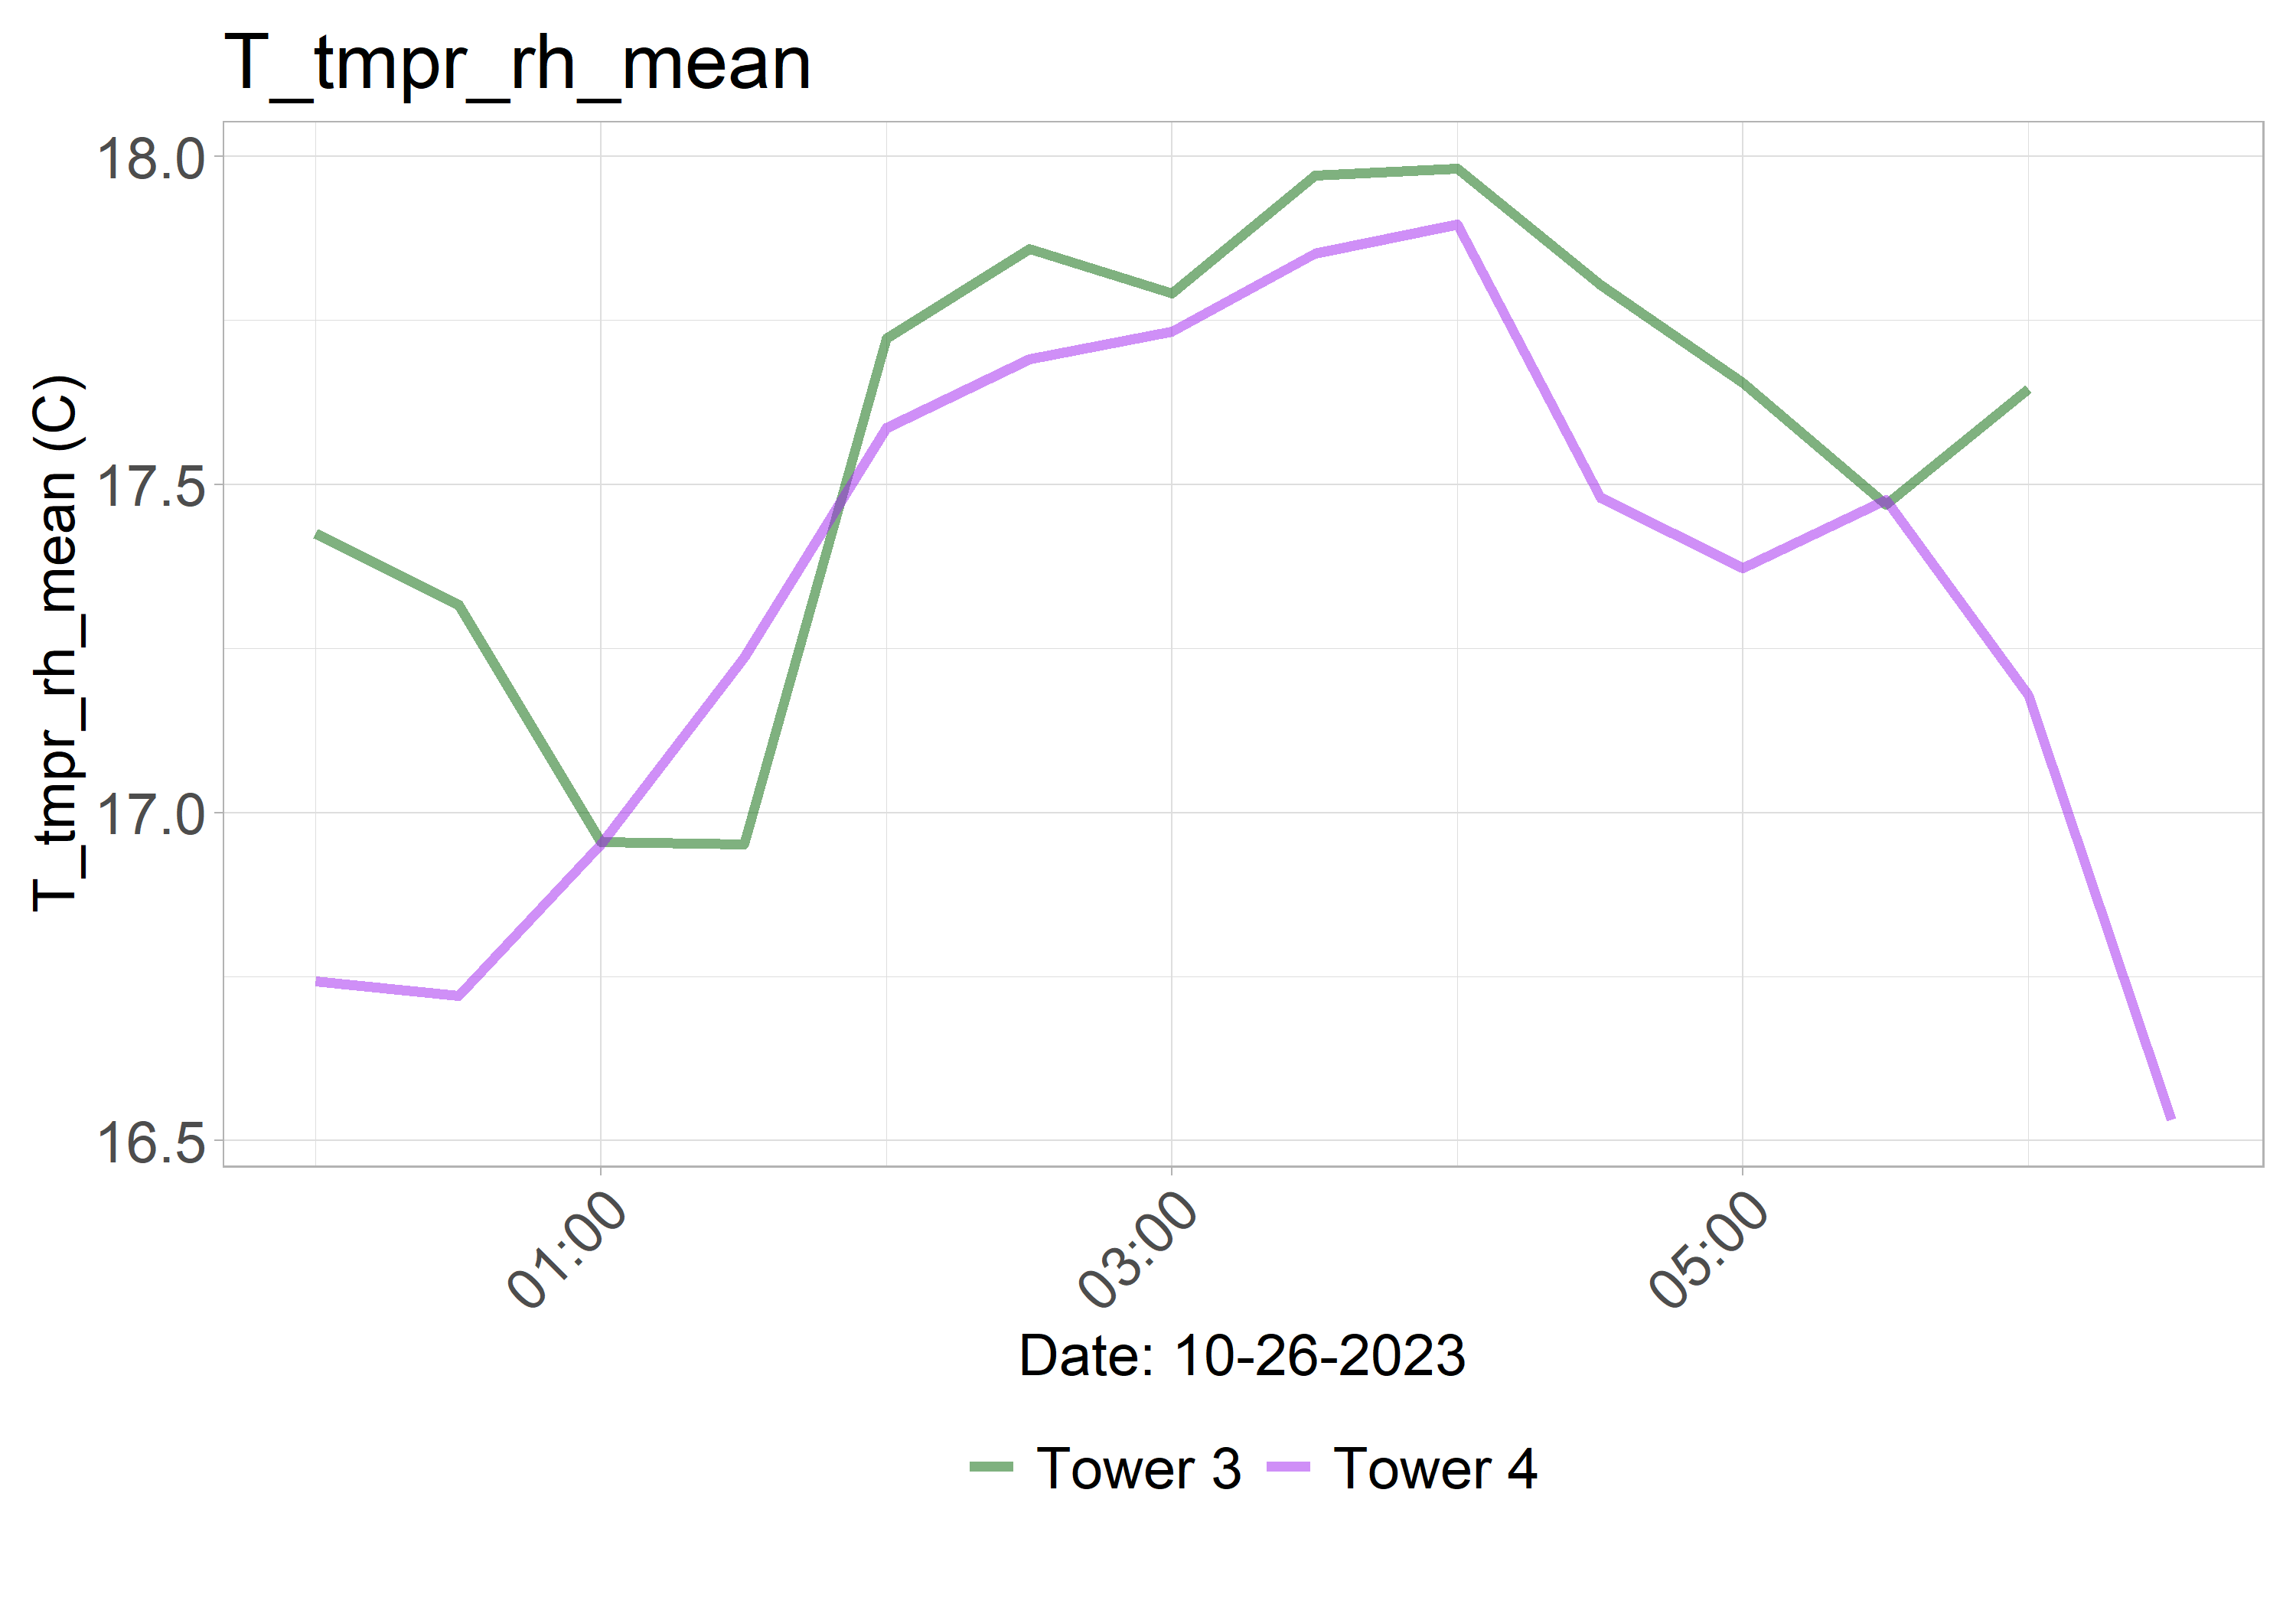 T_tmpr_rh_mean
T_tmpr_rh_mean (C)
18.0
17.5
17.0
16.5
01:00
03:00
05:00
Date: 10-26-2023
Tower 3
Tower 4